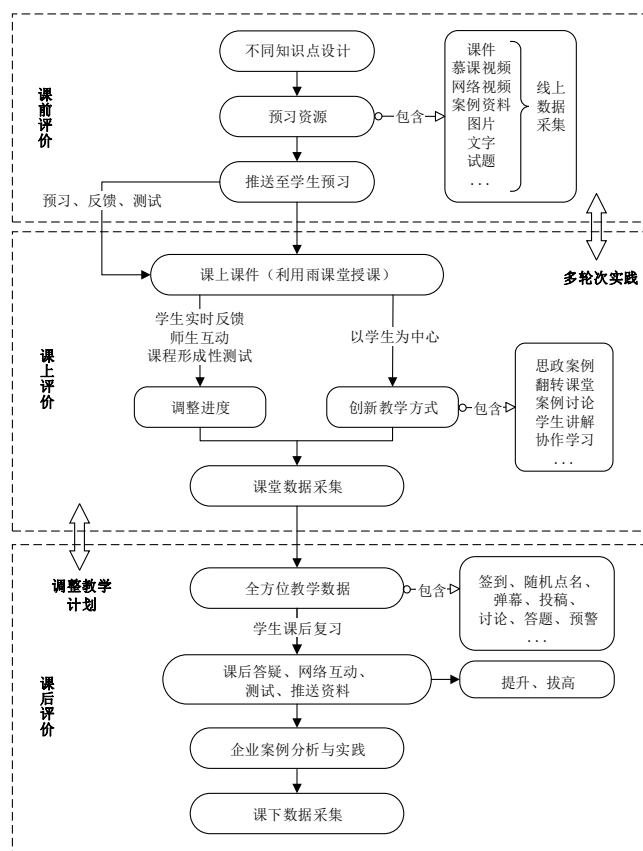 课前评价
不同知识点设计
预习资源
包含
课件
慕课视频
网络视频
案例资料
图片
文字
试题
...
线上
数据
采集
推送至学生预习
预习、反馈、测试
多轮次实践
课上评价
课上课件（利用雨课堂授课）
学生实时反馈
师生互动
课程形成性测试
以学生为中心
调整进度
创新教学方式
包含
思政案例
翻转课堂
案例讨论
学生讲解
协作学习
...
课堂数据采集
调整教学
计划
课后评价
全方位教学数据
包含
签到、随机点名、
弹幕、投稿、
讨论、答题、预警
...
学生课后复习
课后答疑、网络互动、
测试、推送资料
提升、拔高
企业案例分析与实践
课下数据采集